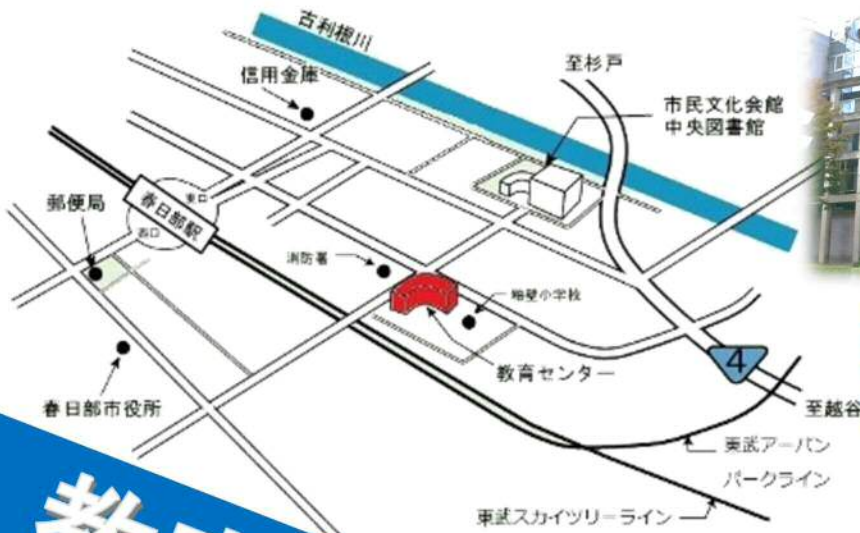 古利根川
至杉戸
信用金庫
市民文化会館
中央図書館
郵便局
東口
春日部駅
西口
消防署
粕壁小学校
教育センター
4
春日部市役所
至越谷
東武アーバン
パークライン
東武スカイツリーライン